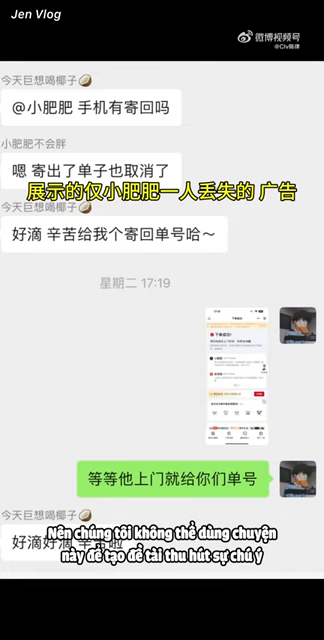 Jen Vlog
微博视频号
@Clv陈律
今天巨想喝椰子🥥
@小肥肥 手机有寄回吗
小肥肥不会胖
嗯 寄出了单子也取消了
展示的仅小肥肥一人丢失的 广告
今天巨想喝椰子🥥
好滴 辛苦给我个寄回单号哈～
星期二 17:19
等等他上门就给你们单号
今天巨想喝椰子🥥
Nên chúng tôi không thể dùng chuyện
này để tạo đề tài thu hút sự chú ý
好滴好滴 辛苦啦